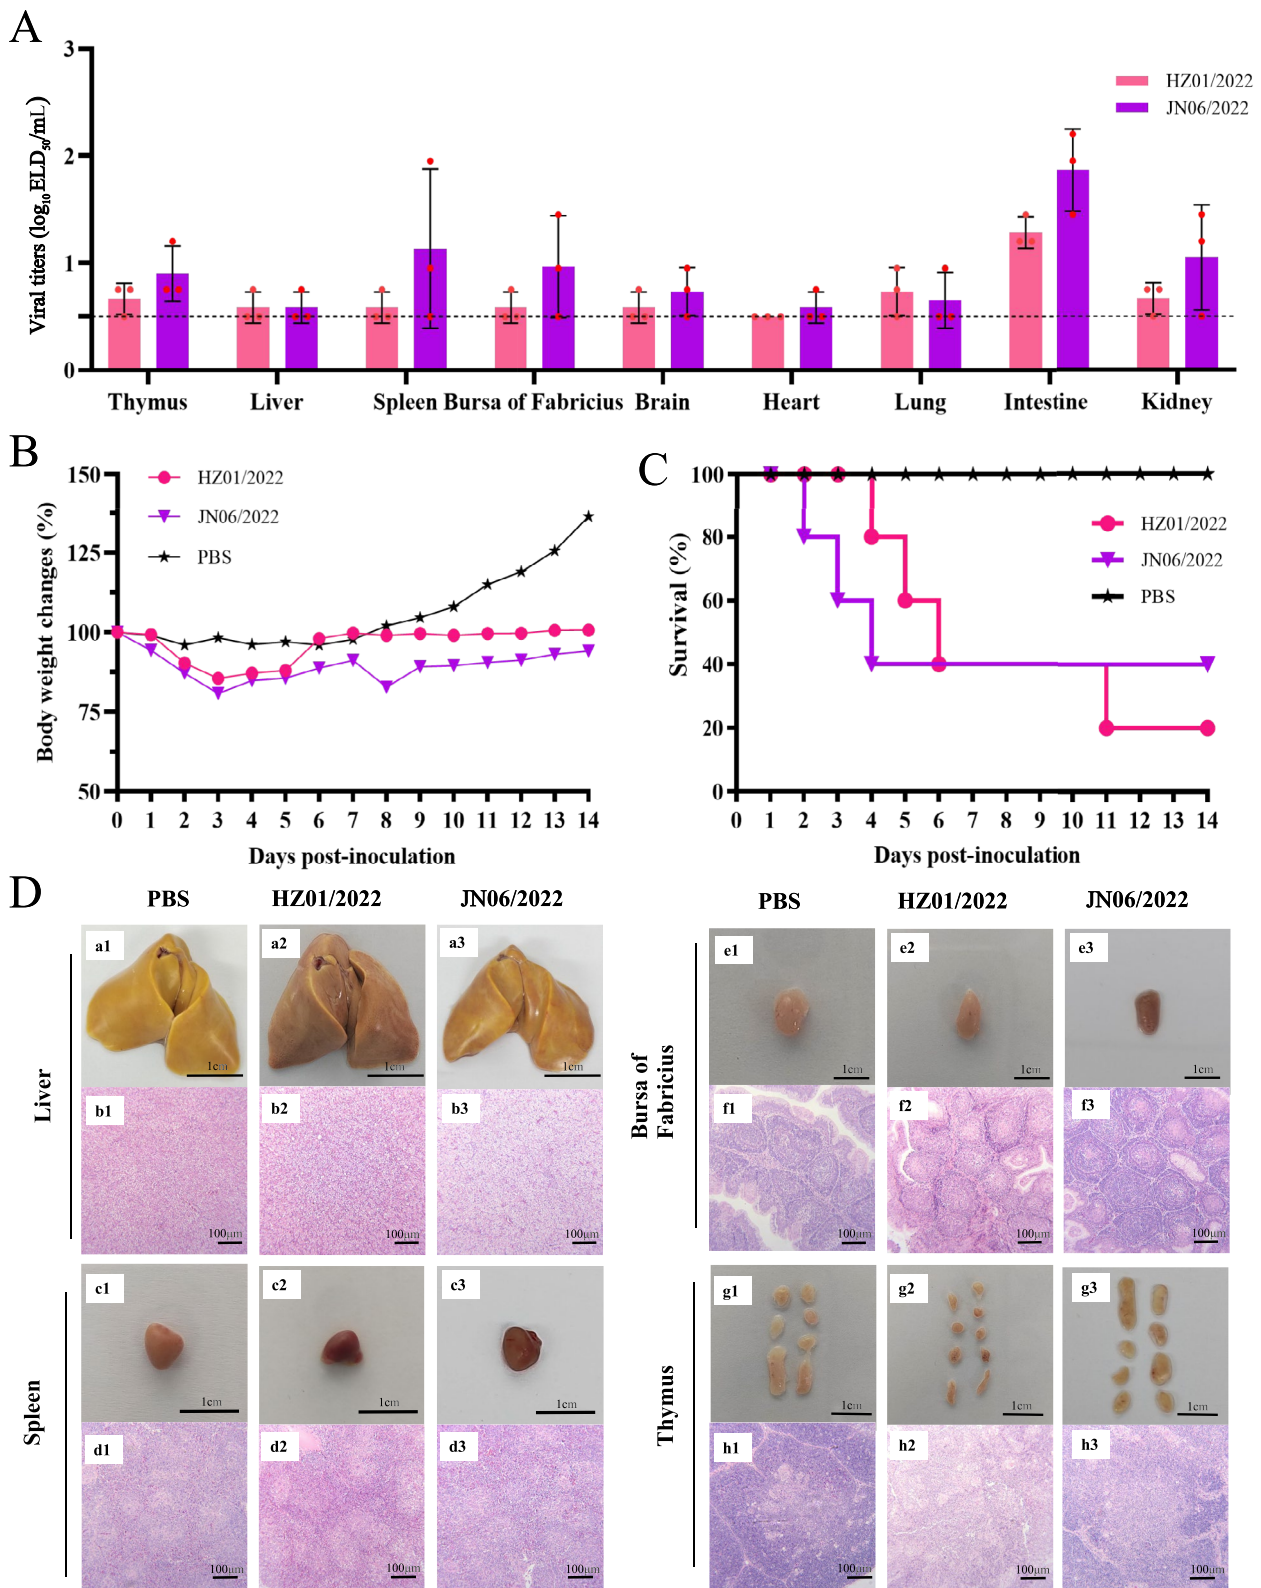 A
3
2
1
0
Viral titers (log10ELD50/mL)
HZ01/2022
JN06/2022
Thymus Liver Spleen Bursa of Fabricius Brain Heart Lung Intestine Kidney
B
150
125
100
75
50
Body weight changes (%)
HZ01/2022
JN06/2022
PBS
0 1 2 3 4 5 6 7 8 9 10 11 12 13 14
Days post-inoculation
C
100
80
60
40
20
0
Survival (%)
HZ01/2022
JN06/2022
PBS
0 1 2 3 4 5 6 7 8 9 10 11 12 13 14
Days post-inoculation
D
PBS HZ01/2022 JN06/2022
Liver
a1 a2 a3
1cm 1cm 1cm
b1 b2 b3
100μm 100μm 100μm
Spleen
c1 c2 c3
1cm 1cm 1cm
d1 d2 d3
100μm 100μm 100μm
PBS HZ01/2022 JN06/2022
Bursa of
Fabricius
e1 e2 e3
1cm 1cm 1cm
f1 f2 f3
100μm 100μm 100μm
Thymus
g1 g2 g3
1cm 1cm 1cm
h1 h2 h3
100μm 100μm 100μm